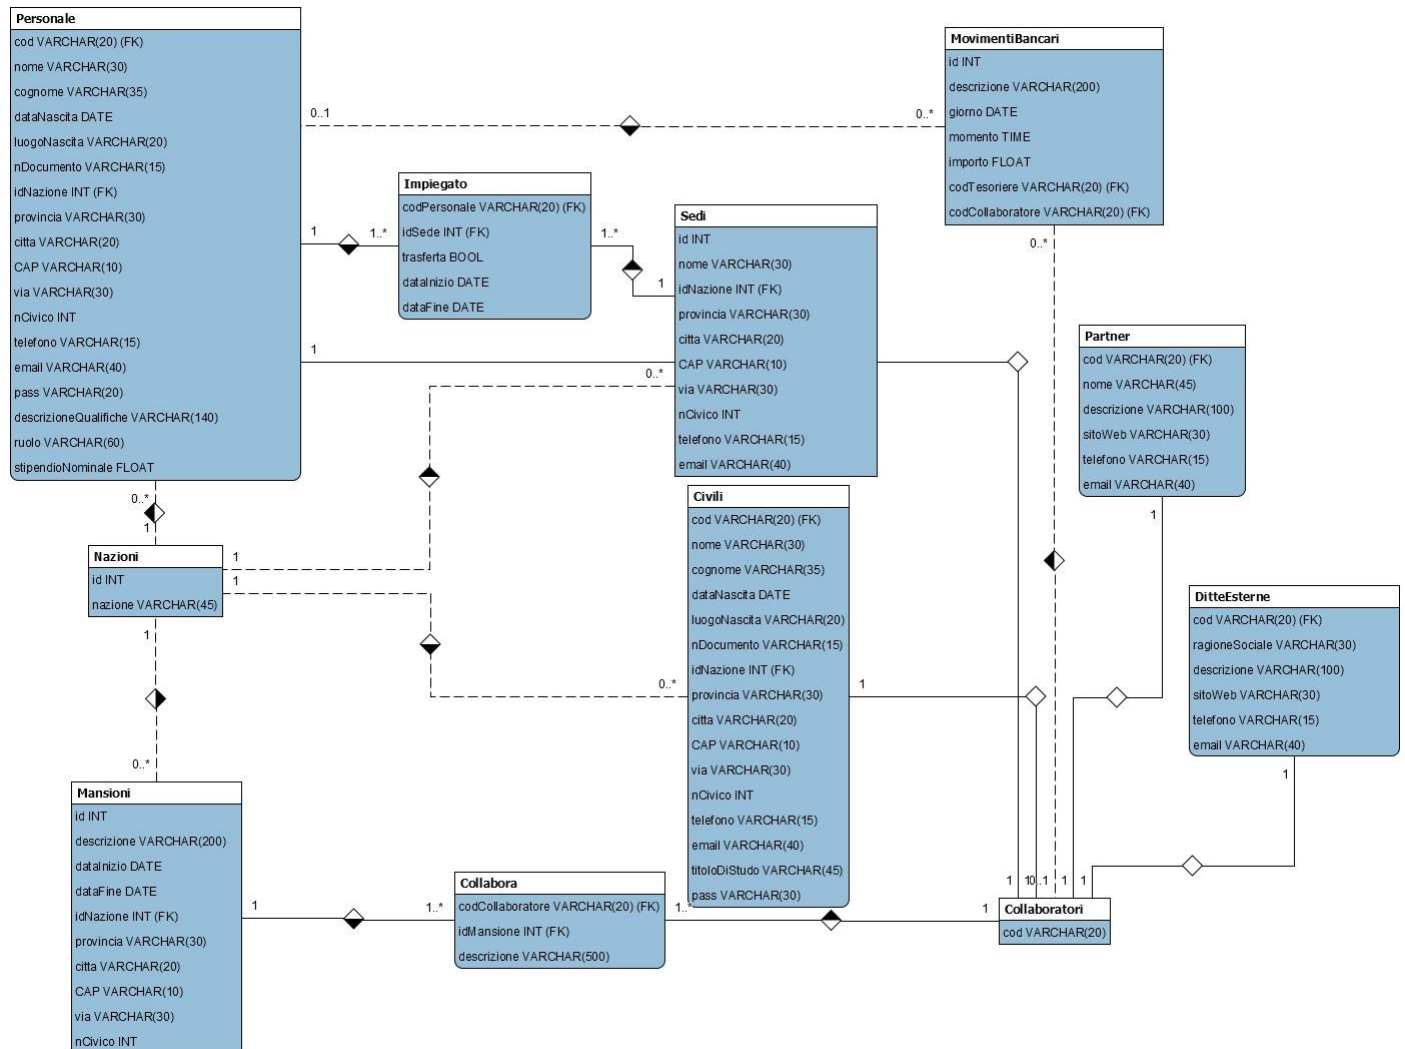 Personale
cod VARCHAR(20) (FK)
nome VARCHAR(30)
cognome VARCHAR(35)
dataNascita DATE
luogoNascita VARCHAR(20)
nDocumento VARCHAR(15)
idNazione INT (FK)
provincia VARCHAR(30)
citta VARCHAR(20)
CAP VARCHAR(10)
via VARCHAR(30)
nCivico INT
telefono VARCHAR(15)
email VARCHAR(40)
pass VARCHAR(20)
descrizioneQualifiche VARCHAR(140)
ruolo VARCHAR(60)
stipendioNominale FLOAT
0..1
0..*
MovimentiBancari
id INT
descrizione VARCHAR(200)
giorno DATE
momento TIME
importo FLOAT
codTesoriere VARCHAR(20) (FK)
codCollaboratore VARCHAR(20) (FK)
0..*
1
1..*
Impiegato
codPersonale VARCHAR(20) (FK)
idSede INT (FK)
trasferta BOOL
dataInizio DATE
dataFine DATE
1..*
1
Sedi
id INT
nome VARCHAR(30)
idNazione INT (FK)
provincia VARCHAR(30)
citta VARCHAR(20)
CAP VARCHAR(10)
via VARCHAR(30)
nCivico INT
telefono VARCHAR(15)
email VARCHAR(40)
1
0..*
Partner
cod VARCHAR(20) (FK)
nome VARCHAR(45)
descrizione VARCHAR(100)
sitoWeb VARCHAR(30)
telefono VARCHAR(15)
email VARCHAR(40)
1
0..*
1
Nazioni
id INT
nazione VARCHAR(45)
1
1
1
Civili
cod VARCHAR(20) (FK)
nome VARCHAR(30)
cognome VARCHAR(35)
dataNascita DATE
luogoNascita VARCHAR(20)
nDocumento VARCHAR(15)
idNazione INT (FK)
provincia VARCHAR(30)
citta VARCHAR(20)
CAP VARCHAR(10)
via VARCHAR(30)
nCivico INT
telefono VARCHAR(15)
email VARCHAR(40)
titoloDiStudo VARCHAR(45)
pass VARCHAR(30)
0..*
1
DitteEsterne
cod VARCHAR(20) (FK)
ragioneSociale VARCHAR(30)
descrizione VARCHAR(100)
sitoWeb VARCHAR(30)
telefono VARCHAR(15)
email VARCHAR(40)
1
0..*
Mansioni
id INT
descrizione VARCHAR(200)
dataInizio DATE
dataFine DATE
idNazione INT (FK)
provincia VARCHAR(30)
citta VARCHAR(20)
CAP VARCHAR(10)
via VARCHAR(30)
nCivico INT
1
1..*
Collabora
codCollaboratore VARCHAR(20) (FK)
idMansione INT (FK)
descrizione VARCHAR(500)
1..*
1
1
1
0..1
1
1
Collaboratori
cod VARCHAR(20)